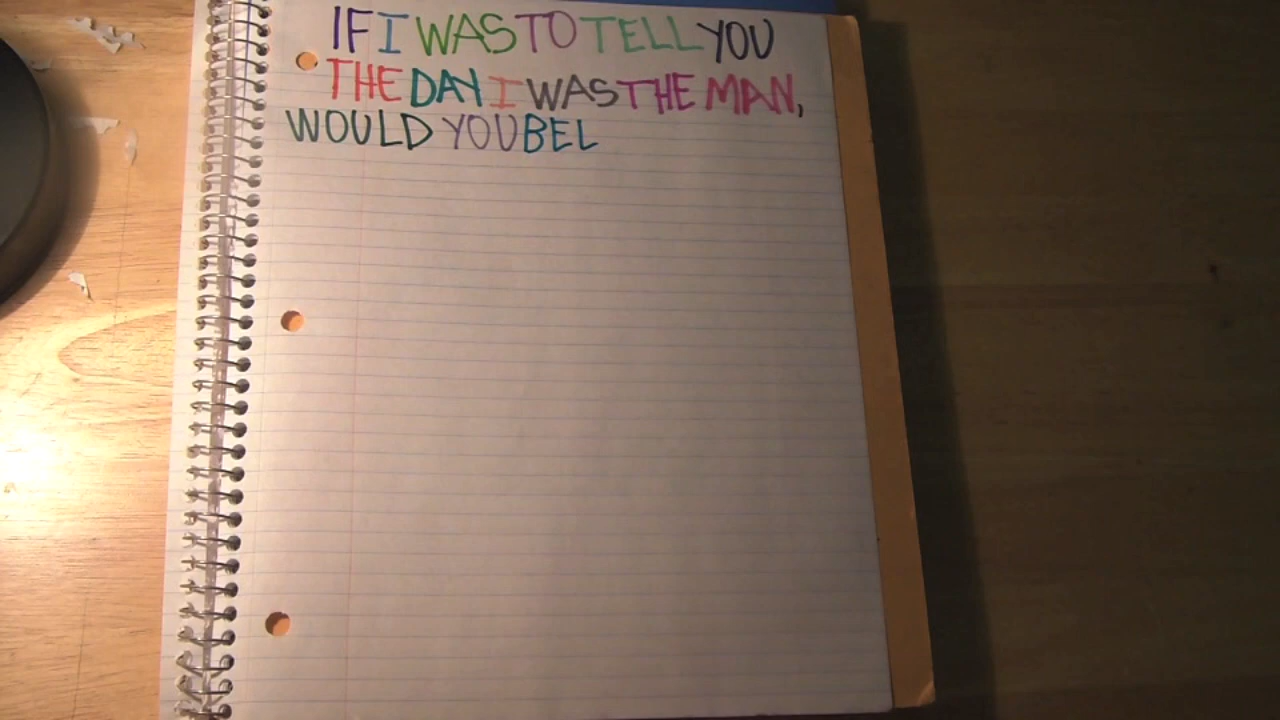 IF I WAS TO TELL YOU
THE DAY I WAS THE MAN,
WOULD YOU BEL